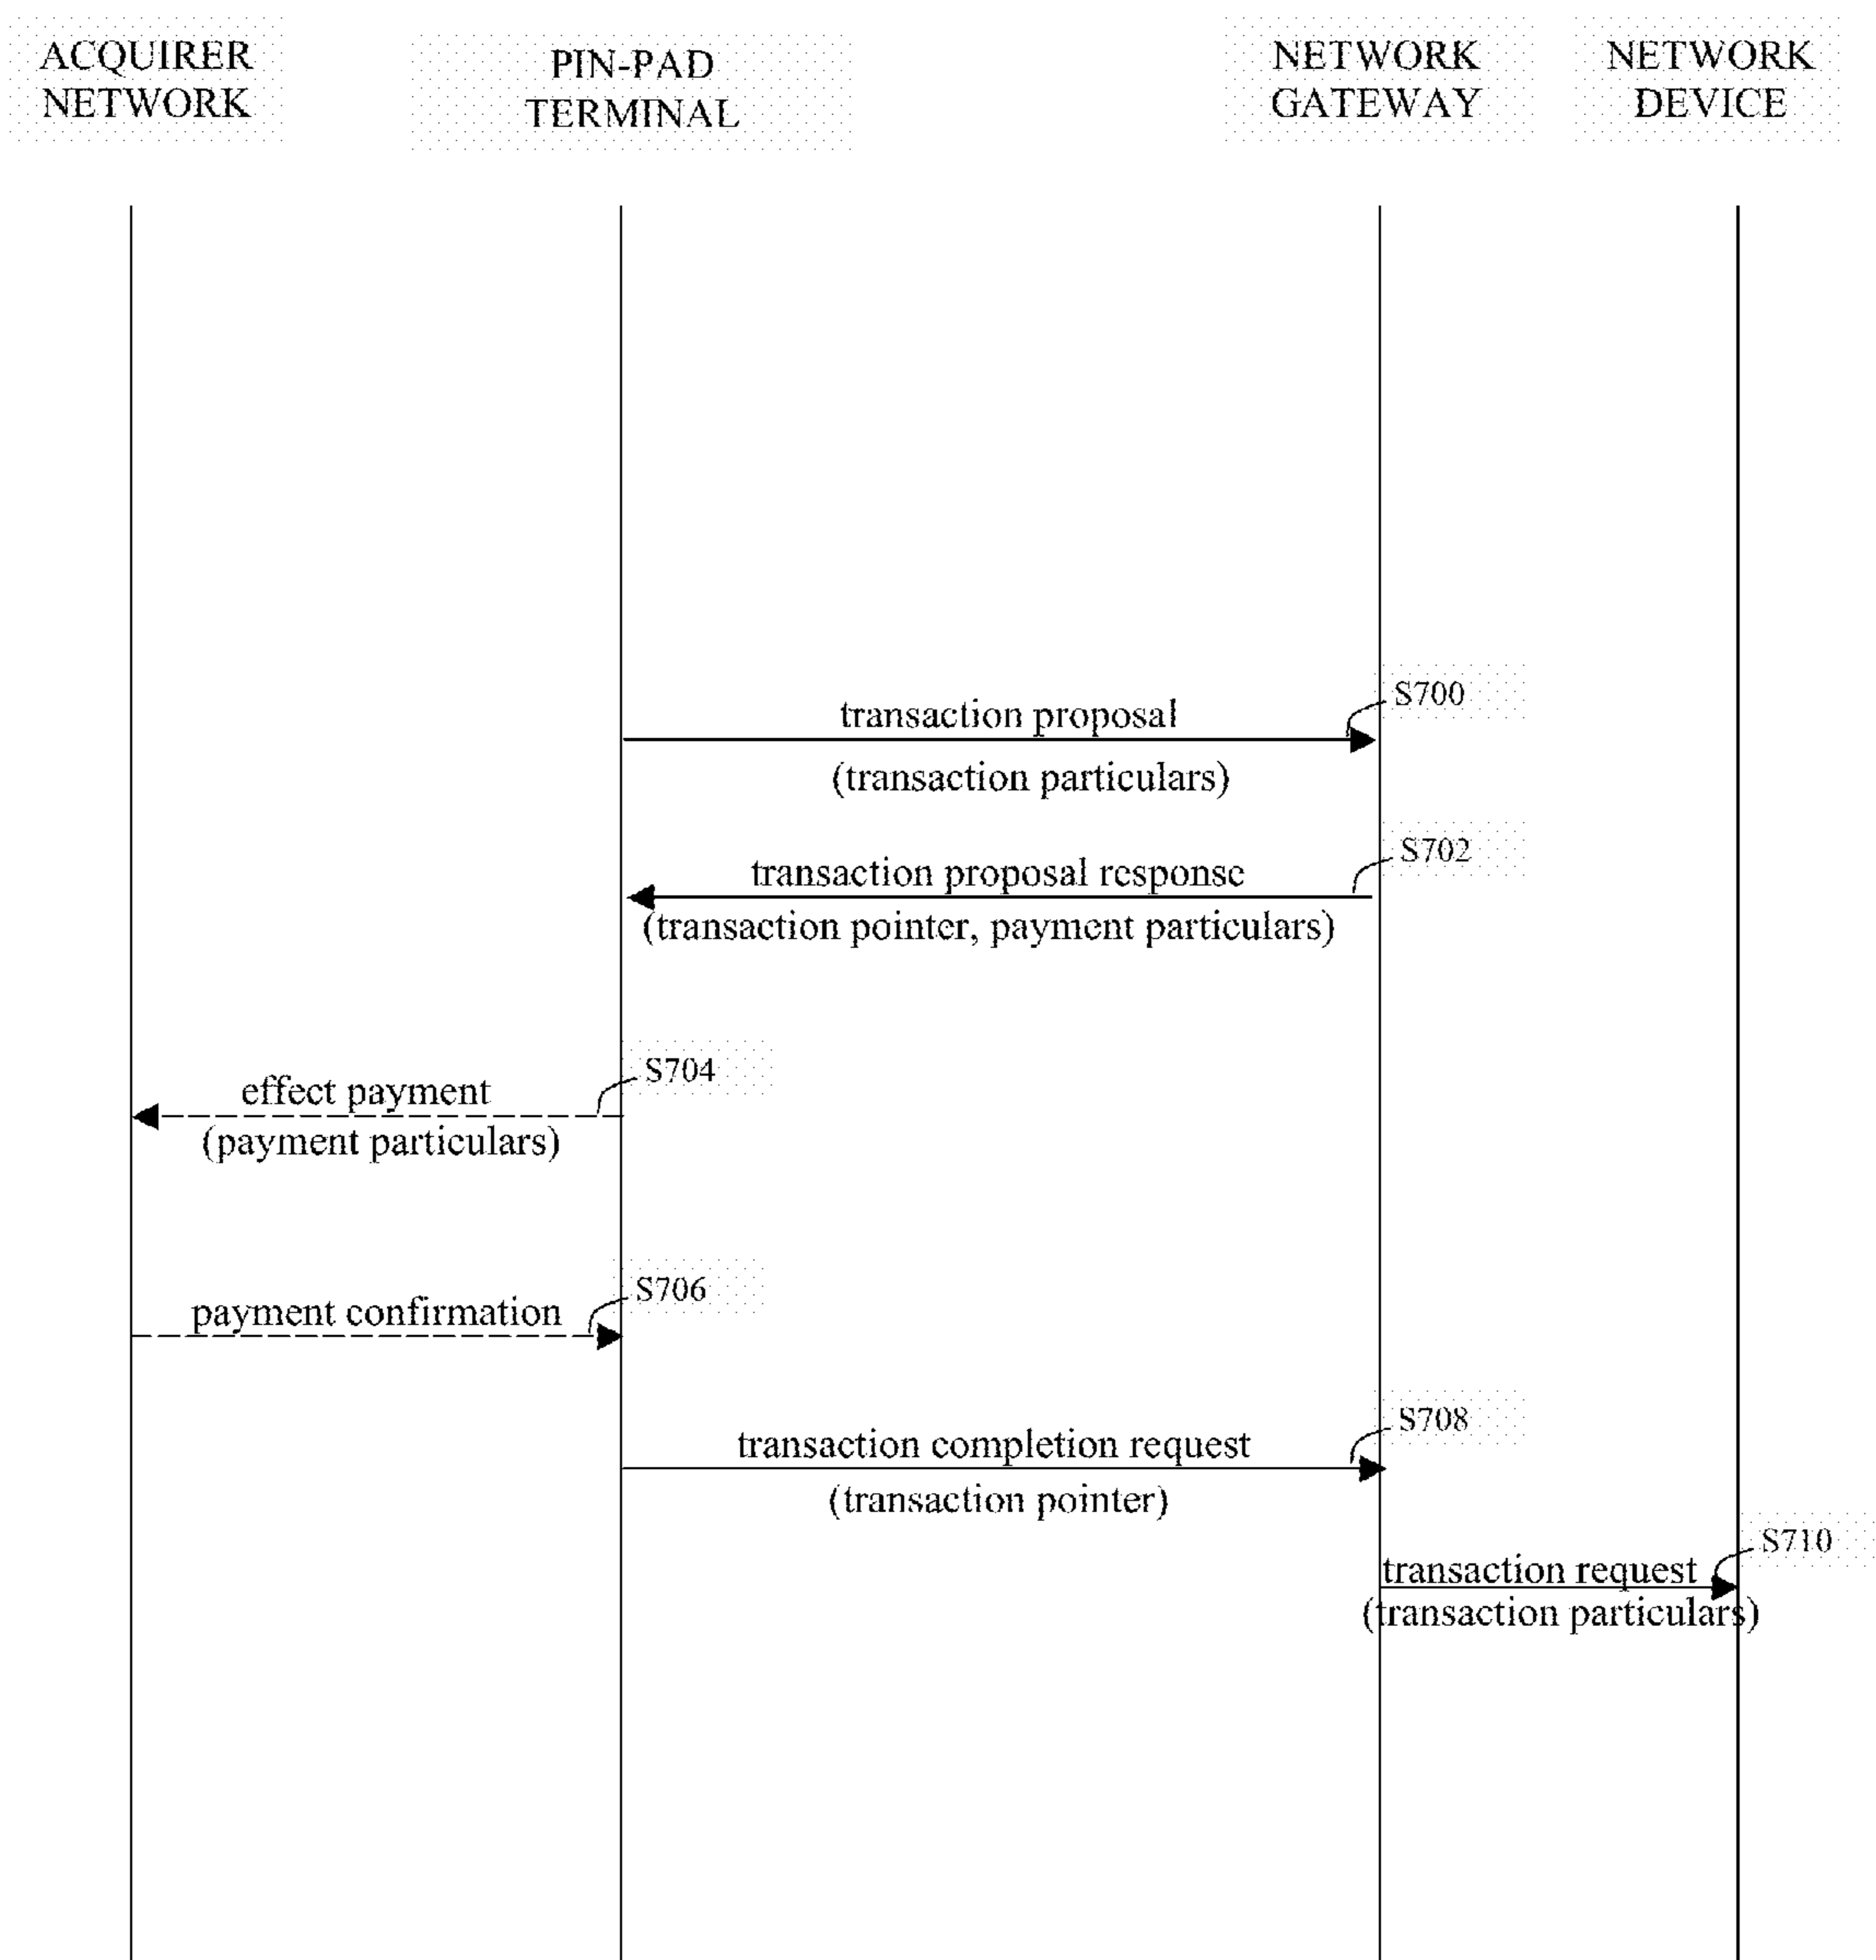 ACQUIRER
NETWORK
PIN-PAD
TERMINAL
NETWORK
GATEWAY
NETWORK
DEVICE
S700
transaction proposal
(transaction particulars)
S702
transaction proposal response
(transaction pointer, payment particulars)
S704
effect payment
(payment particulars)
S706
payment confirmation
S708
transaction completion request
(transaction pointer)
S710
transaction request
(transaction particulars)